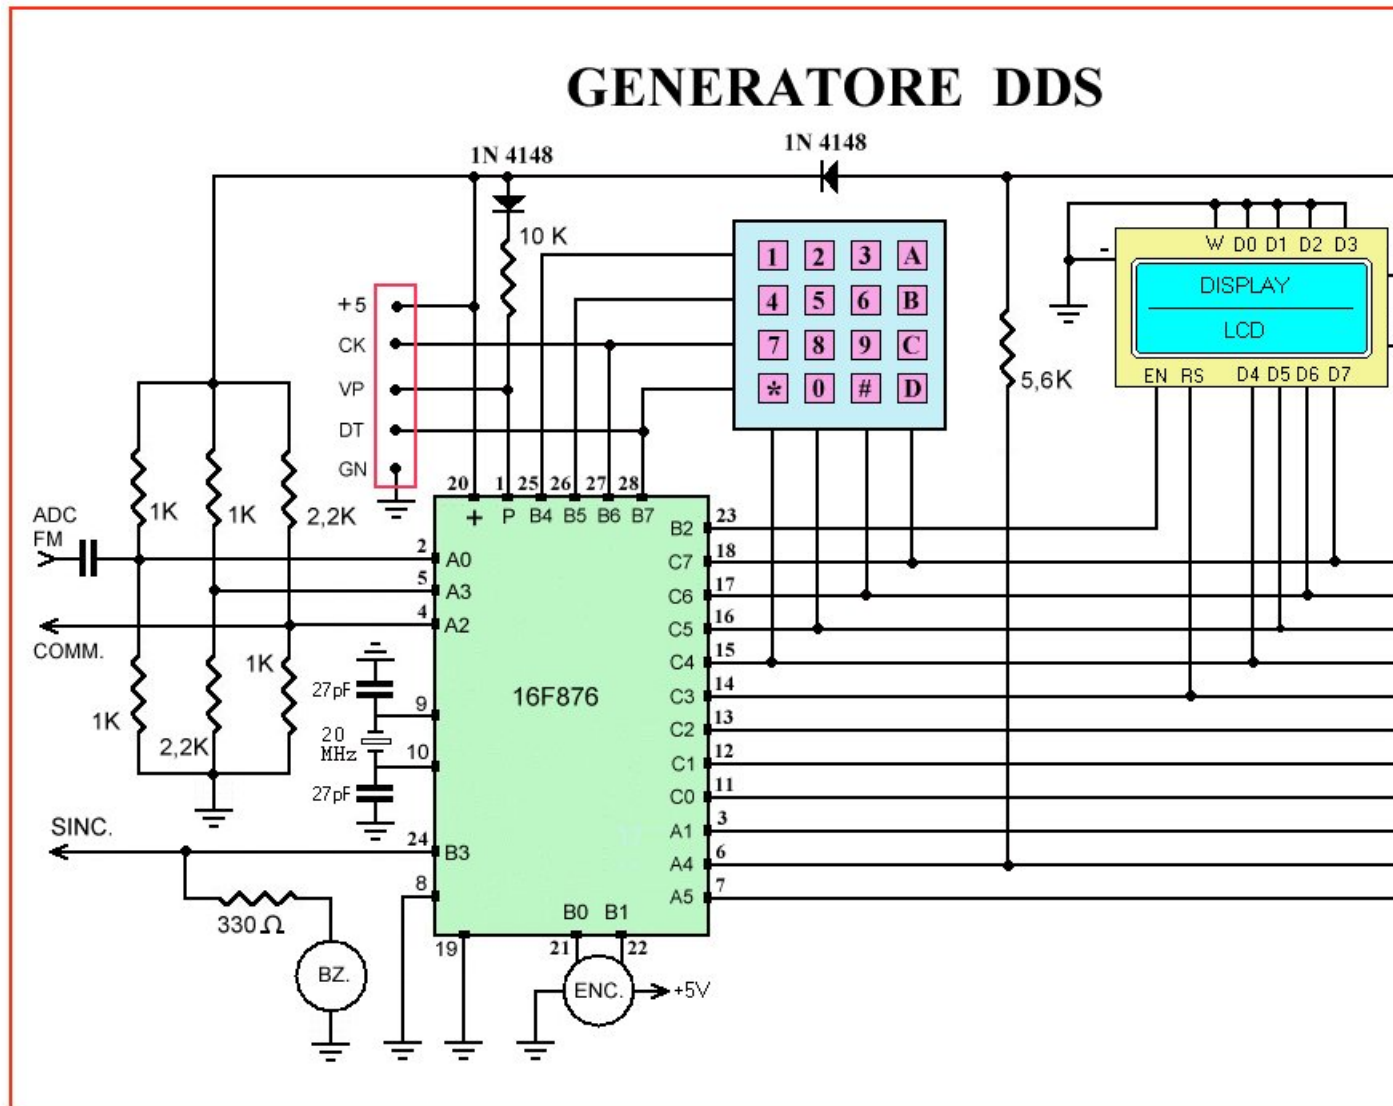 GENERATORE DDS
1N 4148
1N 4148
10 K
+5
CK
VP
DT
GN
1 2 3 A
4 5 6 B
7 8 9 C
* 0 # D
5,6K
-
W D0 D1 D2 D3
DISPLAY
LCD
EN RS D4 D5 D6 D7
20 1 25 26 27 28
+ P B4 B5 B6 B7
1K
1K
2,2K
ADC
FM
2 A0
5 A3
4 A2
COMM.
1K
1K
2,2K
27pF
9
20
MHz
10
27pF
16F876
B2 23
C7 18
C6 17
C5 16
C4 15
C3 14
C2 13
C1 12
C0 11
A1 3
A4 6
A5 7
SINC.
24 B3
8
330 Ω
BZ.
19
B0 B1
21 22
ENC.
+5V